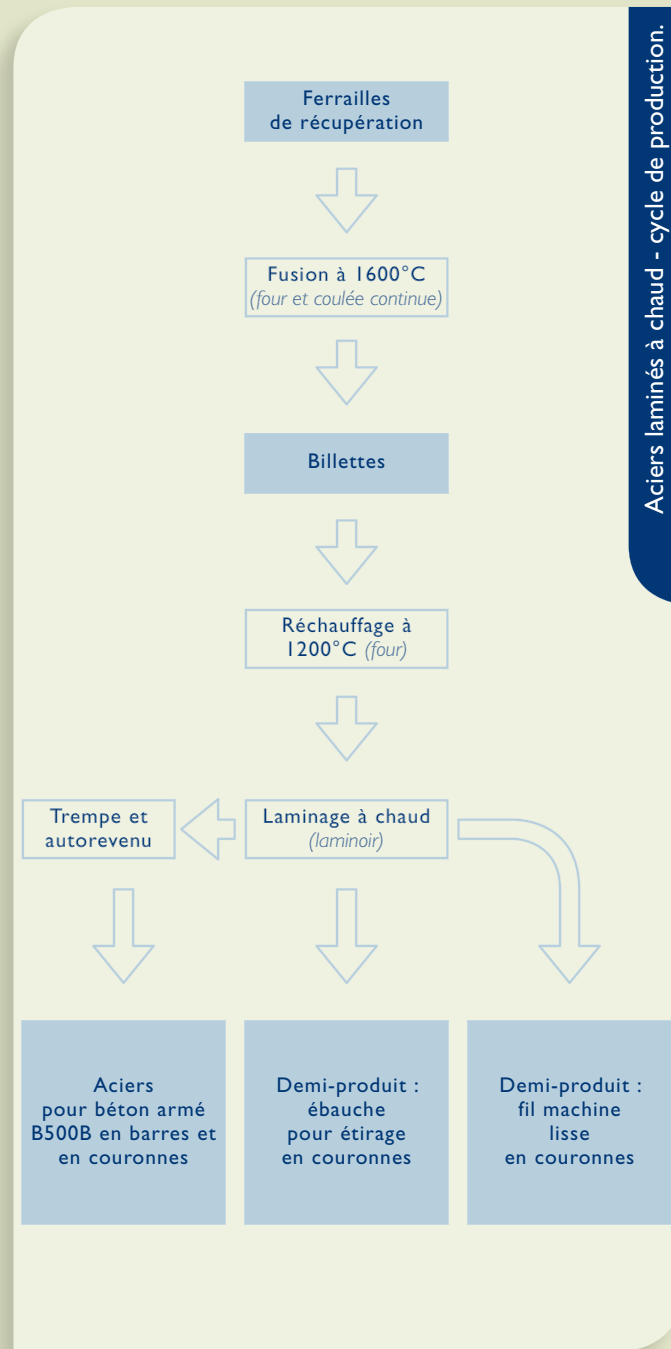 Aciers laminés à chaud - cycle de production.
Ferrailles
de récupération
Fusion à 1600°C
(four et coulée continue)
Billettes
Réchauffage à
1200°C (four)
Trempe et
autorevenu
Laminage à chaud
(laminoir)
Aciers
pour béton armé
B500B en barres et
en couronnes
Demi-produit :
ébauche
pour étirage
en couronnes
Demi-produit :
fil machine
lisse
en couronnes